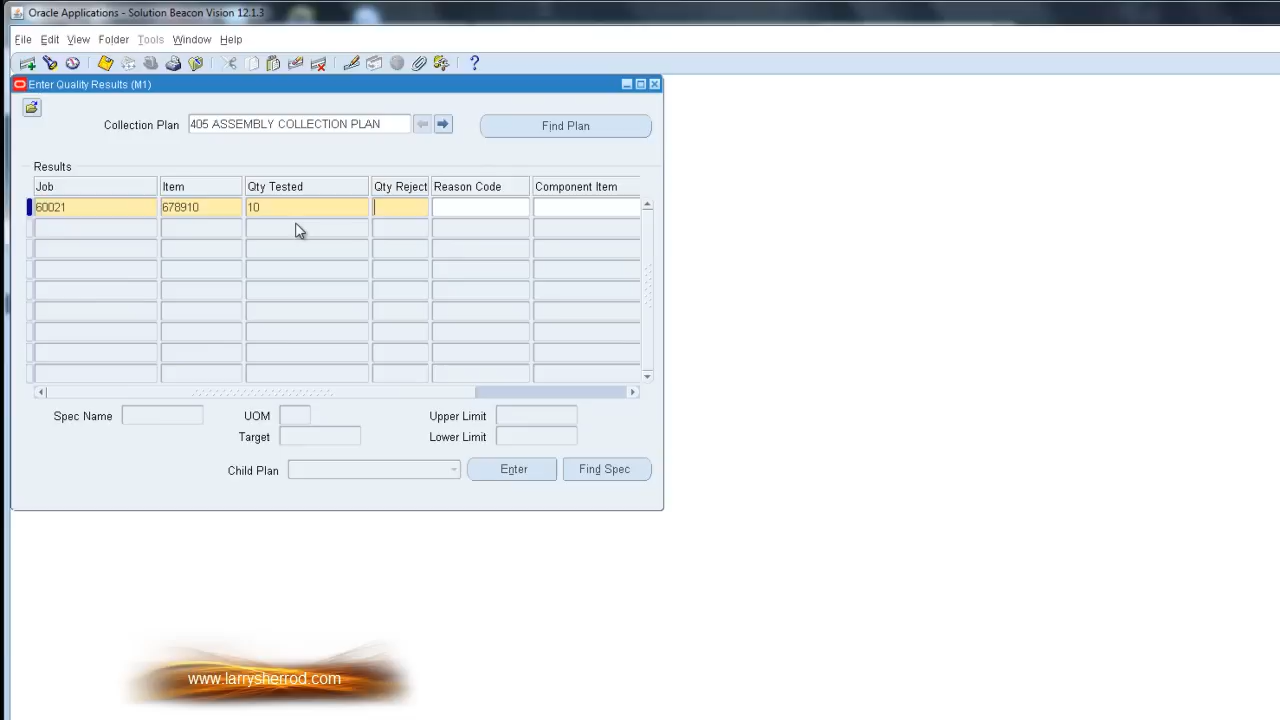 Oracle Applications - Solution Beacon Vision 12.1.3
File Edit View Folder Tools Window Help
Enter Quality Results (M1)
Collection Plan 405 ASSEMBLY COLLECTION PLAN Find Plan
Results
Job Item Qty Tested Qty Reject Reason Code Component Item
60021 678910 10
Spec Name UOM Upper Limit
Target Lower Limit
Child Plan Enter Find Spec
www.larrysherrod.com